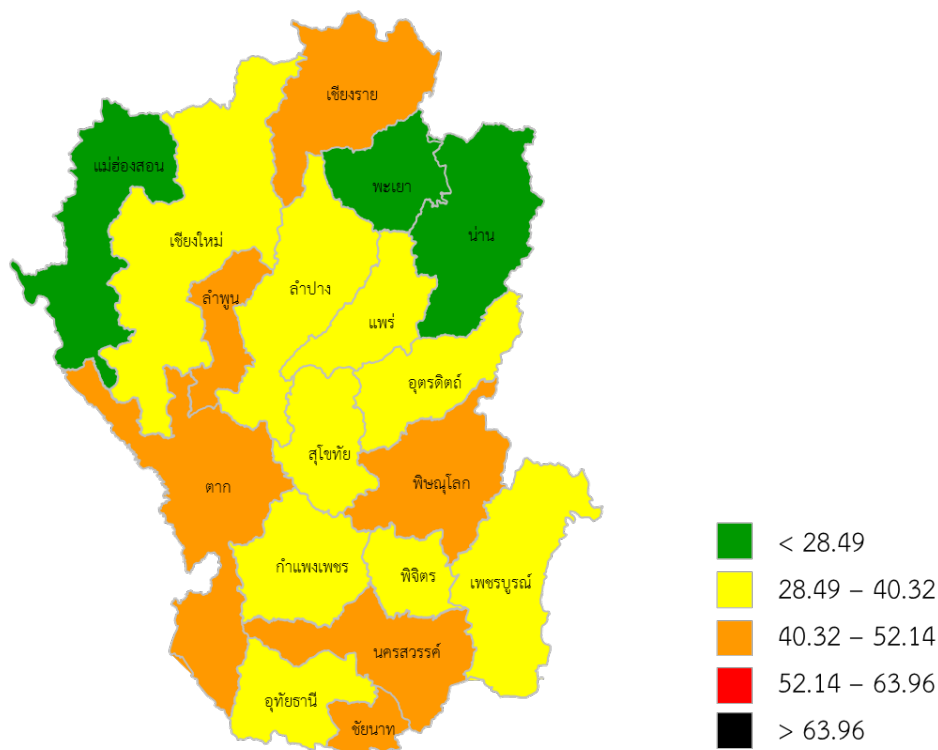 เชียงราย
แม่ฮ่องสอน
พะเยา
น่าน
เชียงใหม่
ลำปาง
ลำพูน
แพร่
อุตรดิตถ์
สุโขทัย
ตาก
พิษณุโลก
กำแพงเพชร
พิจิตร
เพชรบูรณ์
นครสวรรค์
อุทัยธานี
ชัยนาท
< 28.49
28.49 – 40.32
40.32 – 52.14
52.14 – 63.96
> 63.96